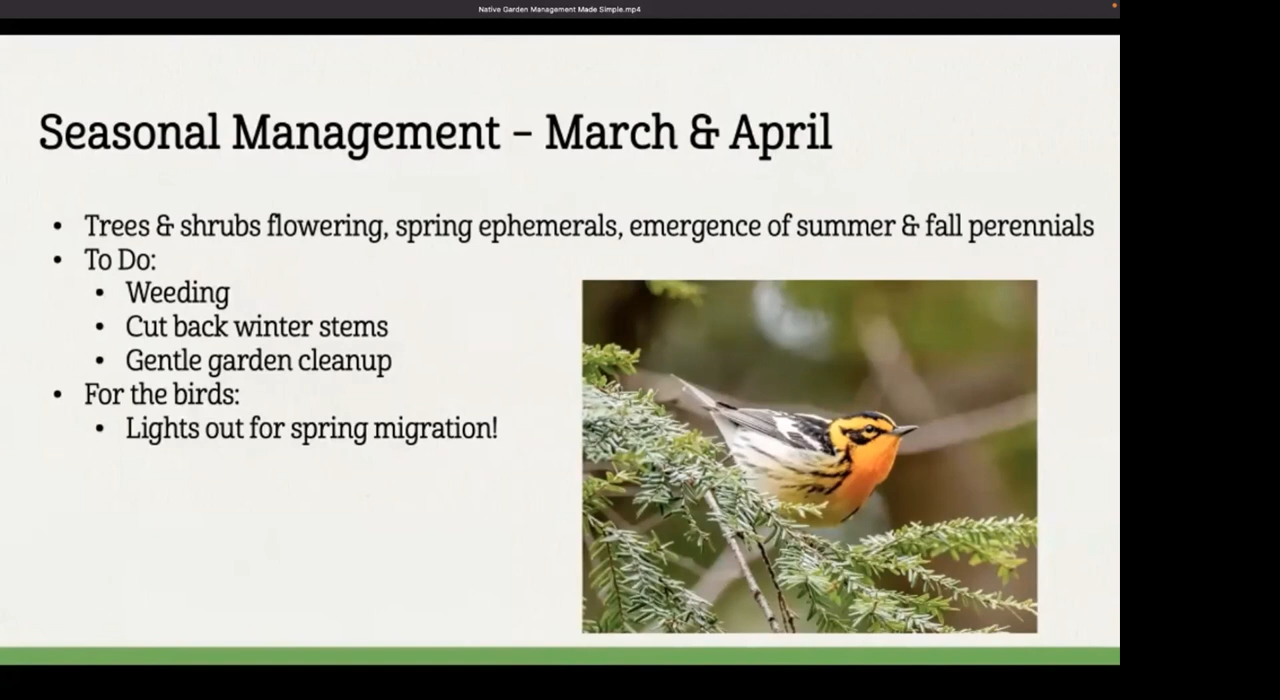 Native Garden Management Made Simple.mp4
Seasonal Management – March & April
• Trees & shrubs flowering, spring ephemerals, emergence of summer & fall perennials
• To Do:
• Weeding
• Cut back winter stems
• Gentle garden cleanup
• For the birds:
• Lights out for spring migration!